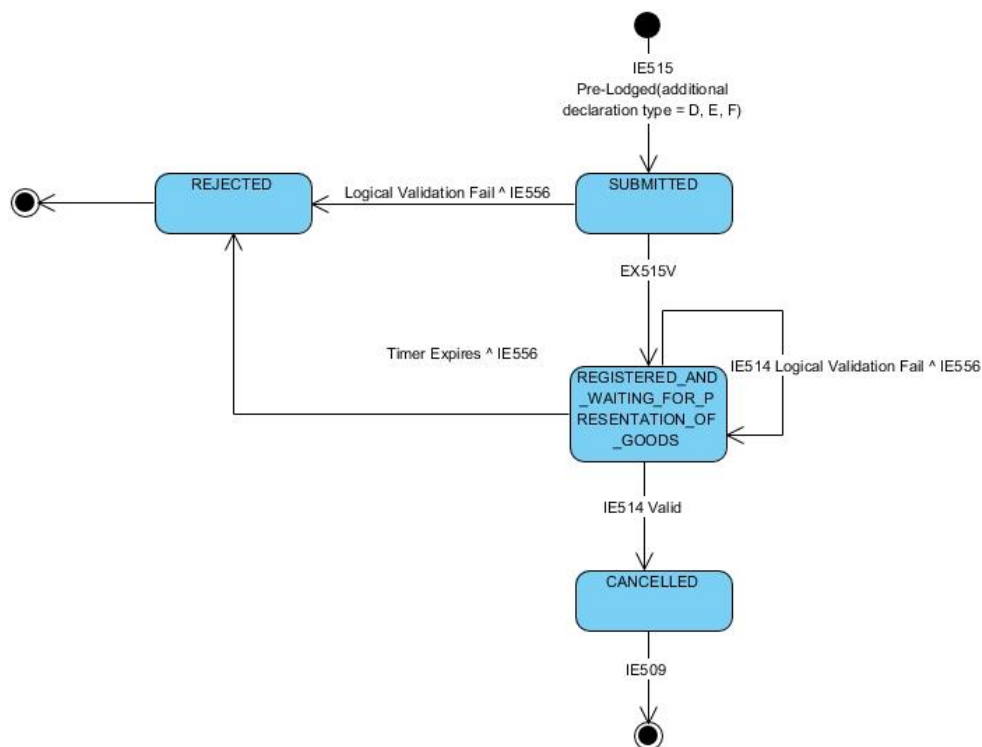 IE515
Pre-Lodged(additional
declaration type = D, E, F)
REJECTED
SUBMITTED
Logical Validation Fail ^ IE556
EX515V
Timer Expires ^ IE556
IE514 Logical Validation Fail ^ IE556
REGISTERED_AND
_WAITING_FOR_P
RESENTATION_OF
_GOODS
IE514 Valid
CANCELLED
IE509